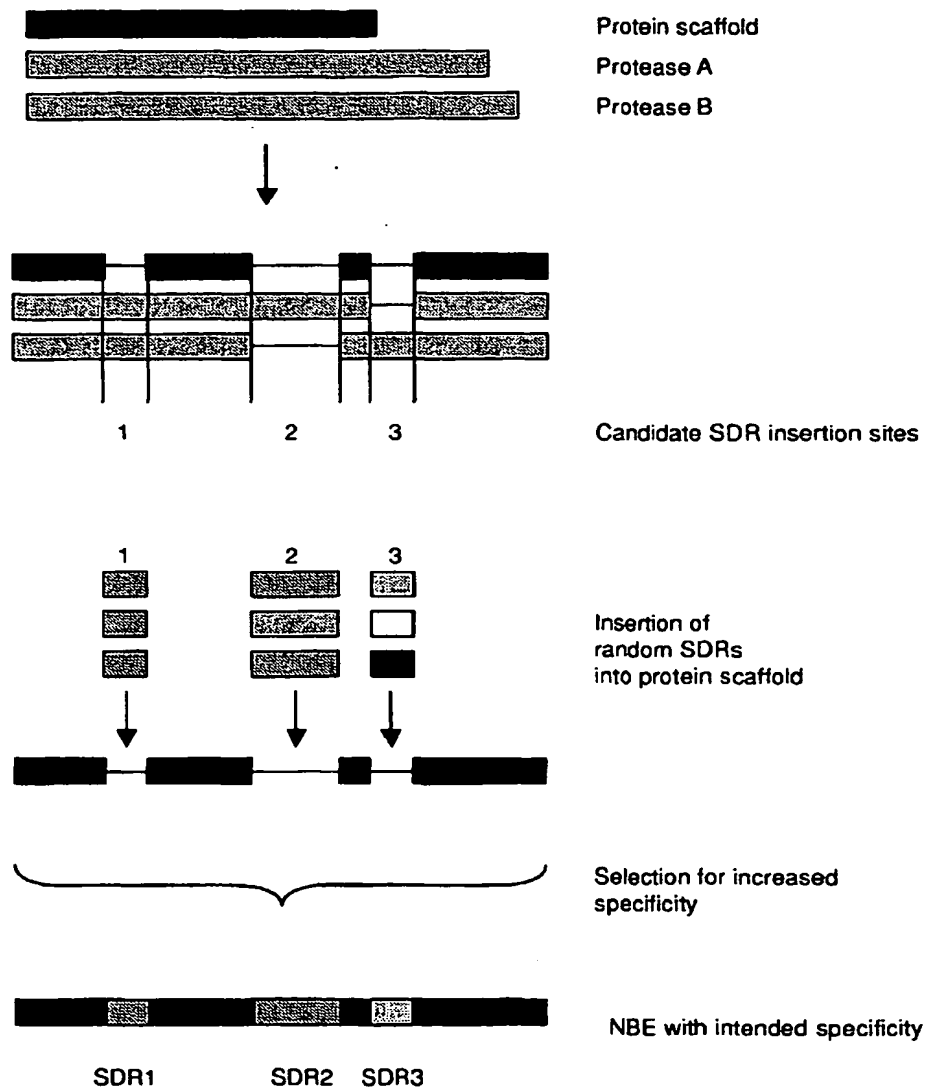 Protein scaffold
Protease A
Protease B
1 2 3
Candidate SDR insertion sites
1 2 3
Insertion of
random SDRs
into protein scaffold
Selection for increased
specificity
NBE with intended specificity
SDR1 SDR2 SDR3